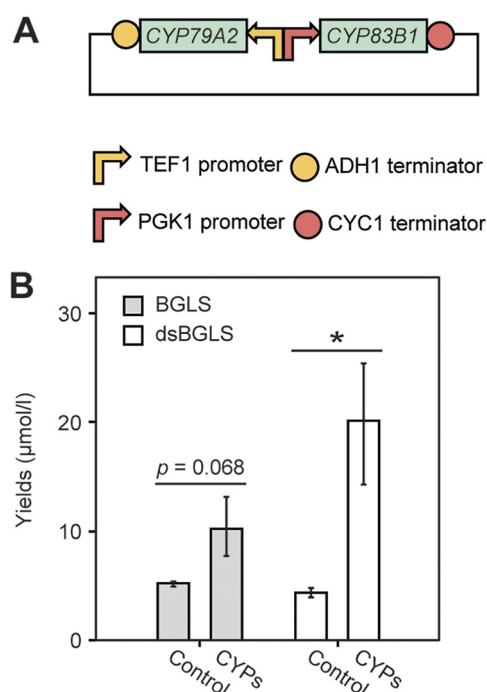 A
CYP79A2 CYP83B1
TEF1 promoter ADH1 terminator
PGK1 promoter CYC1 terminator
B
BGLS
dsBGLS
*
p = 0.068
Yields (µmol/l)
30
20
10
0
Control CYPs Control CYPs